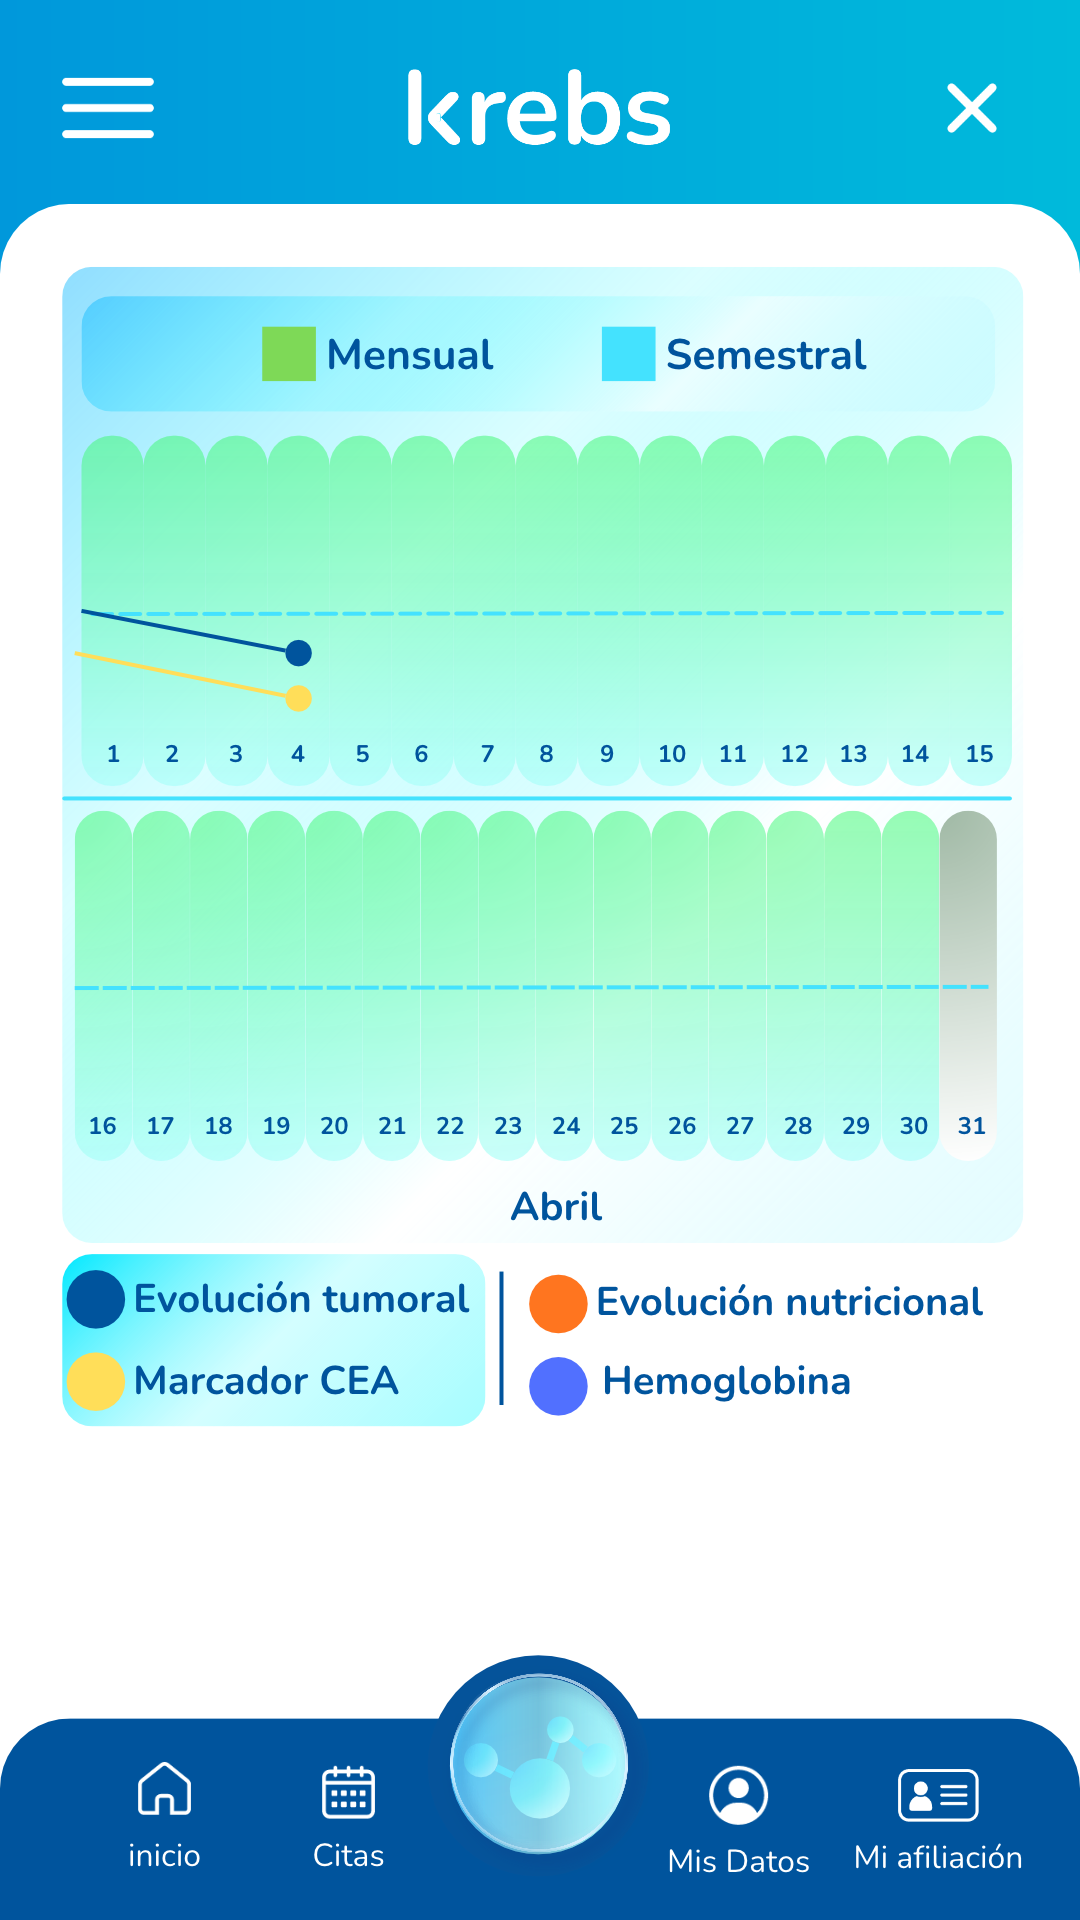 krebs
Mensual Semestral
1 2 3 4 5 6 7 8 9 10 11 12 13 14 15
16 17 18 19 20 21 22 23 24 25 26 27 28 29 30 31
Abril
Evolución tumoral
Marcador CEA
Evolución nutricional
Hemoglobina
inicio Citas Mis Datos Mi afiliación